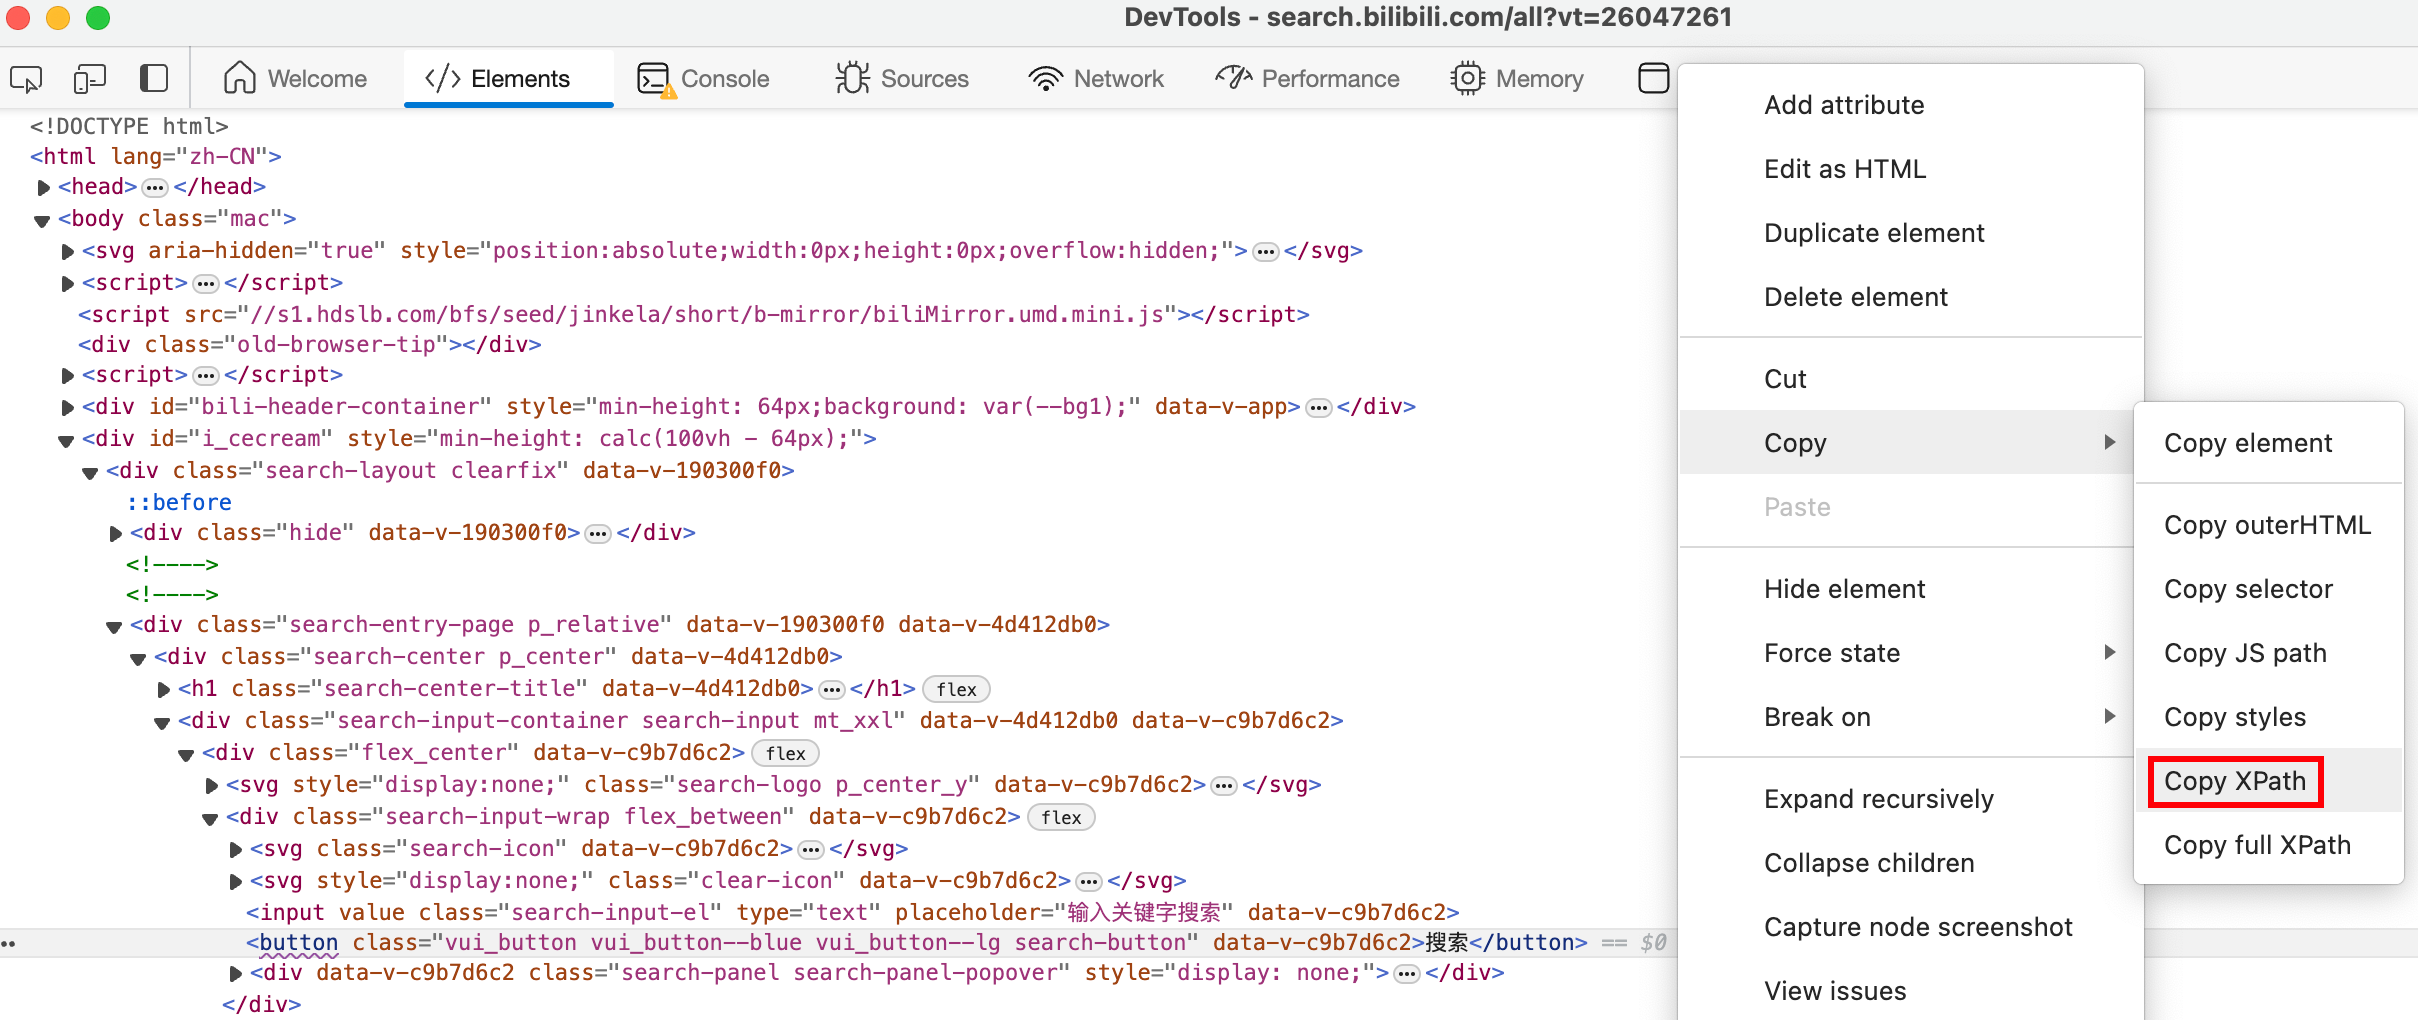 DevTools - search.bilibili.com/all?vt=26047261
Welcome
Elements
Console
Sources
Network
Performance
Memory
<!DOCTYPE html>
<html lang="zh-CN">
<head>···</head>
<body class="mac">
<svg aria-hidden="true" style="position:absolute;width:0px;height:0px;overflow:hidden;">···</svg>
<script>···</script>
<script src="//s1.hdslb.com/bfs/seed/jinkela/short/b-mirror/biliMirror.umd.mini.js"></script>
<div class="old-browser-tip"></div>
<script>···</script>
<div id="bili-header-container" style="min-height: 64px;background: var(--bg1);" data-v-app>···</div>
<div id="i_cecream" style="min-height: calc(100vh - 64px);">
<div class="search-layout clearfix" data-v-190300f0>
::before
<div class="hide" data-v-190300f0>···</div>
<!---->
<!---->
<div class="search-entry-page p_relative" data-v-190300f0 data-v-4d412db0>
<div class="search-center p_center" data-v-4d412db0>
<h1 class="search-center-title" data-v-4d412db0>···</h1> flex
<div class="search-input-container search-input mt_xxl" data-v-4d412db0 data-v-c9b7d6c2>
<div class="flex_center" data-v-c9b7d6c2> flex
<svg style="display:none;" class="search-logo p_center_y" data-v-c9b7d6c2>···</svg>
<div class="search-input-wrap flex_between" data-v-c9b7d6c2> flex
<svg class="search-icon" data-v-c9b7d6c2>···</svg>
<svg style="display:none;" class="clear-icon" data-v-c9b7d6c2>···</svg>
<input value class="search-input-el" type="text" placeholder="输入关键字搜索" data-v-c9b7d6c2>
<button class="vui_button vui_button--blue vui_button--lg search-button" data-v-c9b7d6c2>搜索</button> == $0
<div data-v-c9b7d6c2 class="search-panel search-panel-popover" style="display: none;">···</div>
</div>
Add attribute
Edit as HTML
Duplicate element
Delete element
Cut
Copy
Paste
Hide element
Force state
Break on
Expand recursively
Collapse children
Capture node screenshot
View issues
Copy element
Copy outerHTML
Copy selector
Copy JS path
Copy styles
Copy XPath
Copy full XPath